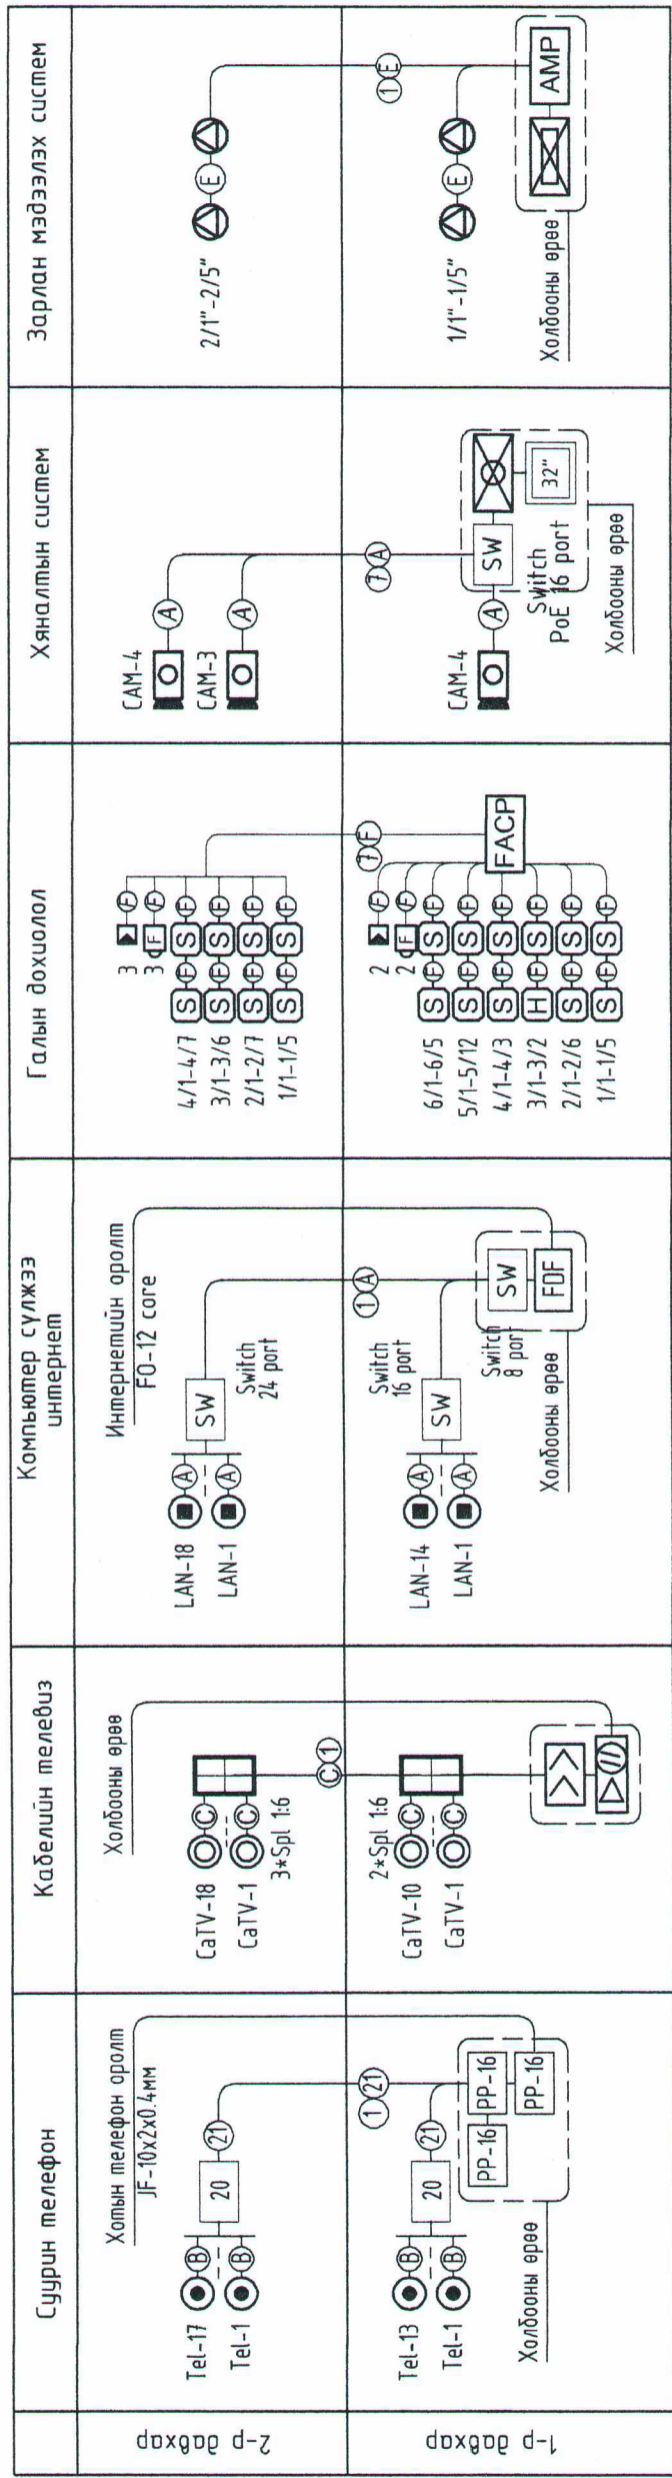 Суурин телефон
Кабелийн телевиз
Компьютер сүлжээ
интернет
Галын дохиолол
Хяналтын систем
Зарлан мэдээлэх систем
2-р давхар
Хотын телефон оролт
JF-10x2x0.4мм
Tel-17
B
Tel-1
B
20
21
1
21
Холбооны өрөө
CaTV-18
C
CaTV-1
C
3*Spl 1:6
C
1
Интернетийн оролт
FO-12 core
LAN-18
A
LAN-1
A
SW
Switch
24 port
1
A
3
F
3
F
F
4/1-4/7
S
F
S
F
3/1-3/6
S
F
S
F
2/1-2/7
S
F
S
F
1/1-1/5
S
F
S
F
7
F
CAM-4
A
CAM-3
A
7
A
2/1"-2/5"
E
1
E
1-р давхар
Tel-13
B
Tel-1
B
20
21
PP-16
PP-16
PP-16
Холбооны өрөө
2*Spl 1:6
CaTV-10
C
CaTV-1
C
LAN-14
A
LAN-1
A
SW
Switch
16 port
SW
Switch
8 port
FDF
Холбооны өрөө
2
F
2
F
F
6/1-6/5
S
F
S
F
5/1-5/12
S
F
S
F
4/1-4/3
S
F
S
F
3/1-3/2
H
F
S
F
2/1-2/6
S
F
S
F
1/1-1/5
S
F
S
F
FACP
CAM-4
A
SW
Switch
PoE 16 port
32"
Холбооны өрөө
1/1"-1/5"
E
AMP
Холбооны өрөө